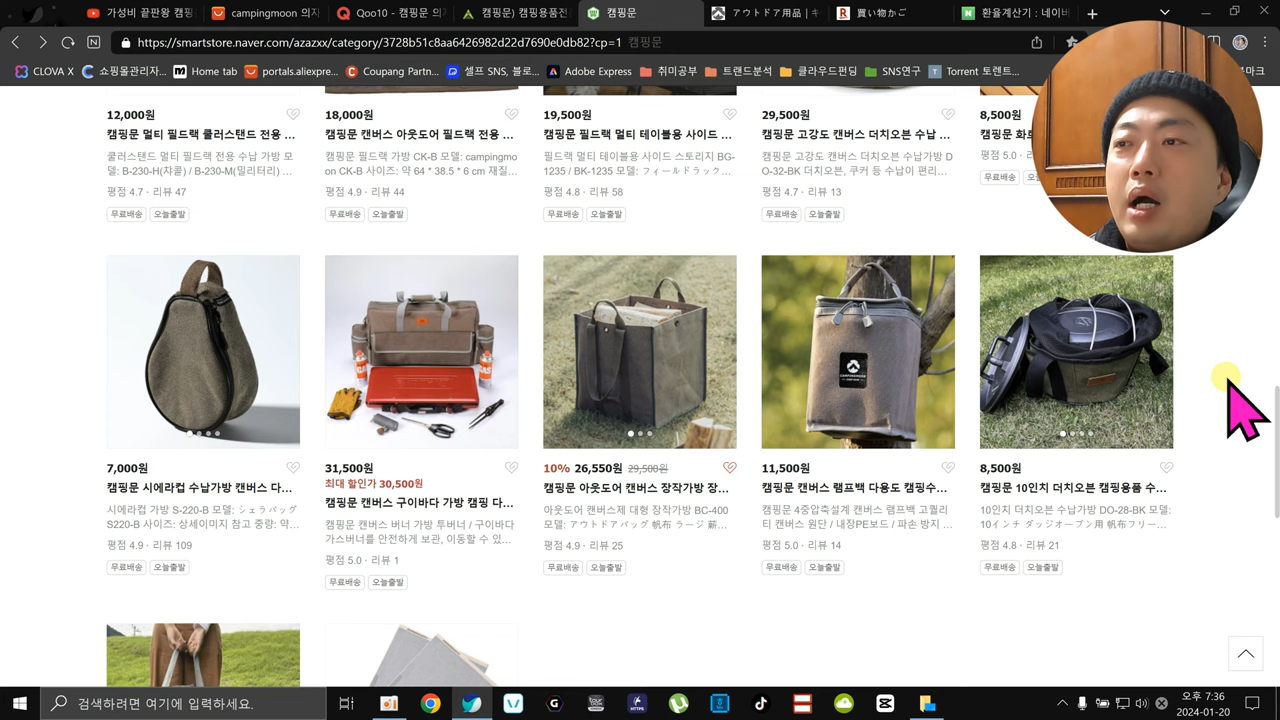 가성비 끝판왕 캠핑
campingmoon 의자
Qoo10 - 캠핑문 의자
캠핑문) 캠핑용품전
캠핑문
アウトドア用品 | キ
買い物かご
환율계산기 : 네이버
https://smartstore.naver.com/azazxx/category/3728b51c8aa6426982d22d7690e0db82?cp=1 캠핑문
CLOVA X
쇼핑몰관리자...
Home tab
portals.aliexpre...
Coupang Partn...
셀프 SNS, 블로...
Adobe Express
취미공부
트랜드분석
클라우드펀딩
SNS연구
Torrent 토렌트...
12,000원
캠핑문 멀티 필드랙 쿨러스탠드 전용 ...
쿨러스탠드 멀티 필드랙 전용 수납 가방 모
델: B-230-H(챠콜) / B-230-M(밀리터리) ...
평점 4.7 · 리뷰 47
무료배송 오늘출발
18,000원
캠핑문 캔버스 아웃도어 필드랙 전용 ...
캠핑문 필드랙 가방 CK-B 모델: campingmo
on CK-B 사이즈: 약 64 * 38.5 * 6 cm 재질...
평점 4.9 · 리뷰 44
무료배송 오늘출발
19,500원
캠핑문 필드랙 멀티 테이블용 사이드 ...
필드랙 멀티 테이블용 사이드 스토리지 BG-
1235 / BK-1235 모델: フィールドラック...
평점 4.8 · 리뷰 58
무료배송 오늘출발
29,500원
캠핑문 고강도 캔버스 더치오븐 수납 ...
캠핑문 고강도 캔버스 더치오븐 수납가방 D
O-32-BK 더치오븐, 쿠커 등 수납이 편리...
평점 4.7 · 리뷰 13
무료배송 오늘출발
8,500원
캠핑문
평점 5.0
무료배송
7,000원
캠핑문 시에라컵 수납가방 캔버스 다...
시에라컵 가방 S-220-B 모델: シェラバッグ
S220-B 사이즈: 상세이미지 참고 중량: 약...
평점 4.9 · 리뷰 109
무료배송 오늘출발
31,500원
최대 할인가 30,500원
캠핑문 캔버스 구이바다 가방 캠핑 다...
캠핑문 캔버스 버너 가방 투버너 / 구이바다
가스버너를 안전하게 보관, 이동할 수 있...
평점 5.0 · 리뷰 1
무료배송 오늘출발
10% 26,550원 29,500원
캠핑문 아웃도어 캔버스 장작가방 장...
아웃도어 캔버스제 대형 장작가방 BC-400
모델: アウトドアバッグ 帆布 ラージ 薪...
평점 4.9 · 리뷰 25
무료배송 오늘출발
11,500원
캠핑문 캔버스 램프백 다용도 캠핑수...
캠핑문 4중압축설계 캔버스 램프백 고퀄리
티 캔버스 원단 / 내장PE보드 / 파손 방지 ...
평점 5.0 · 리뷰 14
무료배송 오늘출발
8,500원
캠핑문 10인치 더치오븐 캠핑용품 수...
10인치 더치오븐 수납가방 DO-28-BK 모델:
10インチ ダッジオーブン用 帆布フリー...
평점 4.8 · 리뷰 21
무료배송 오늘출발
검색하려면 여기에 입력하세요.
오후 7:36
2024-01-20